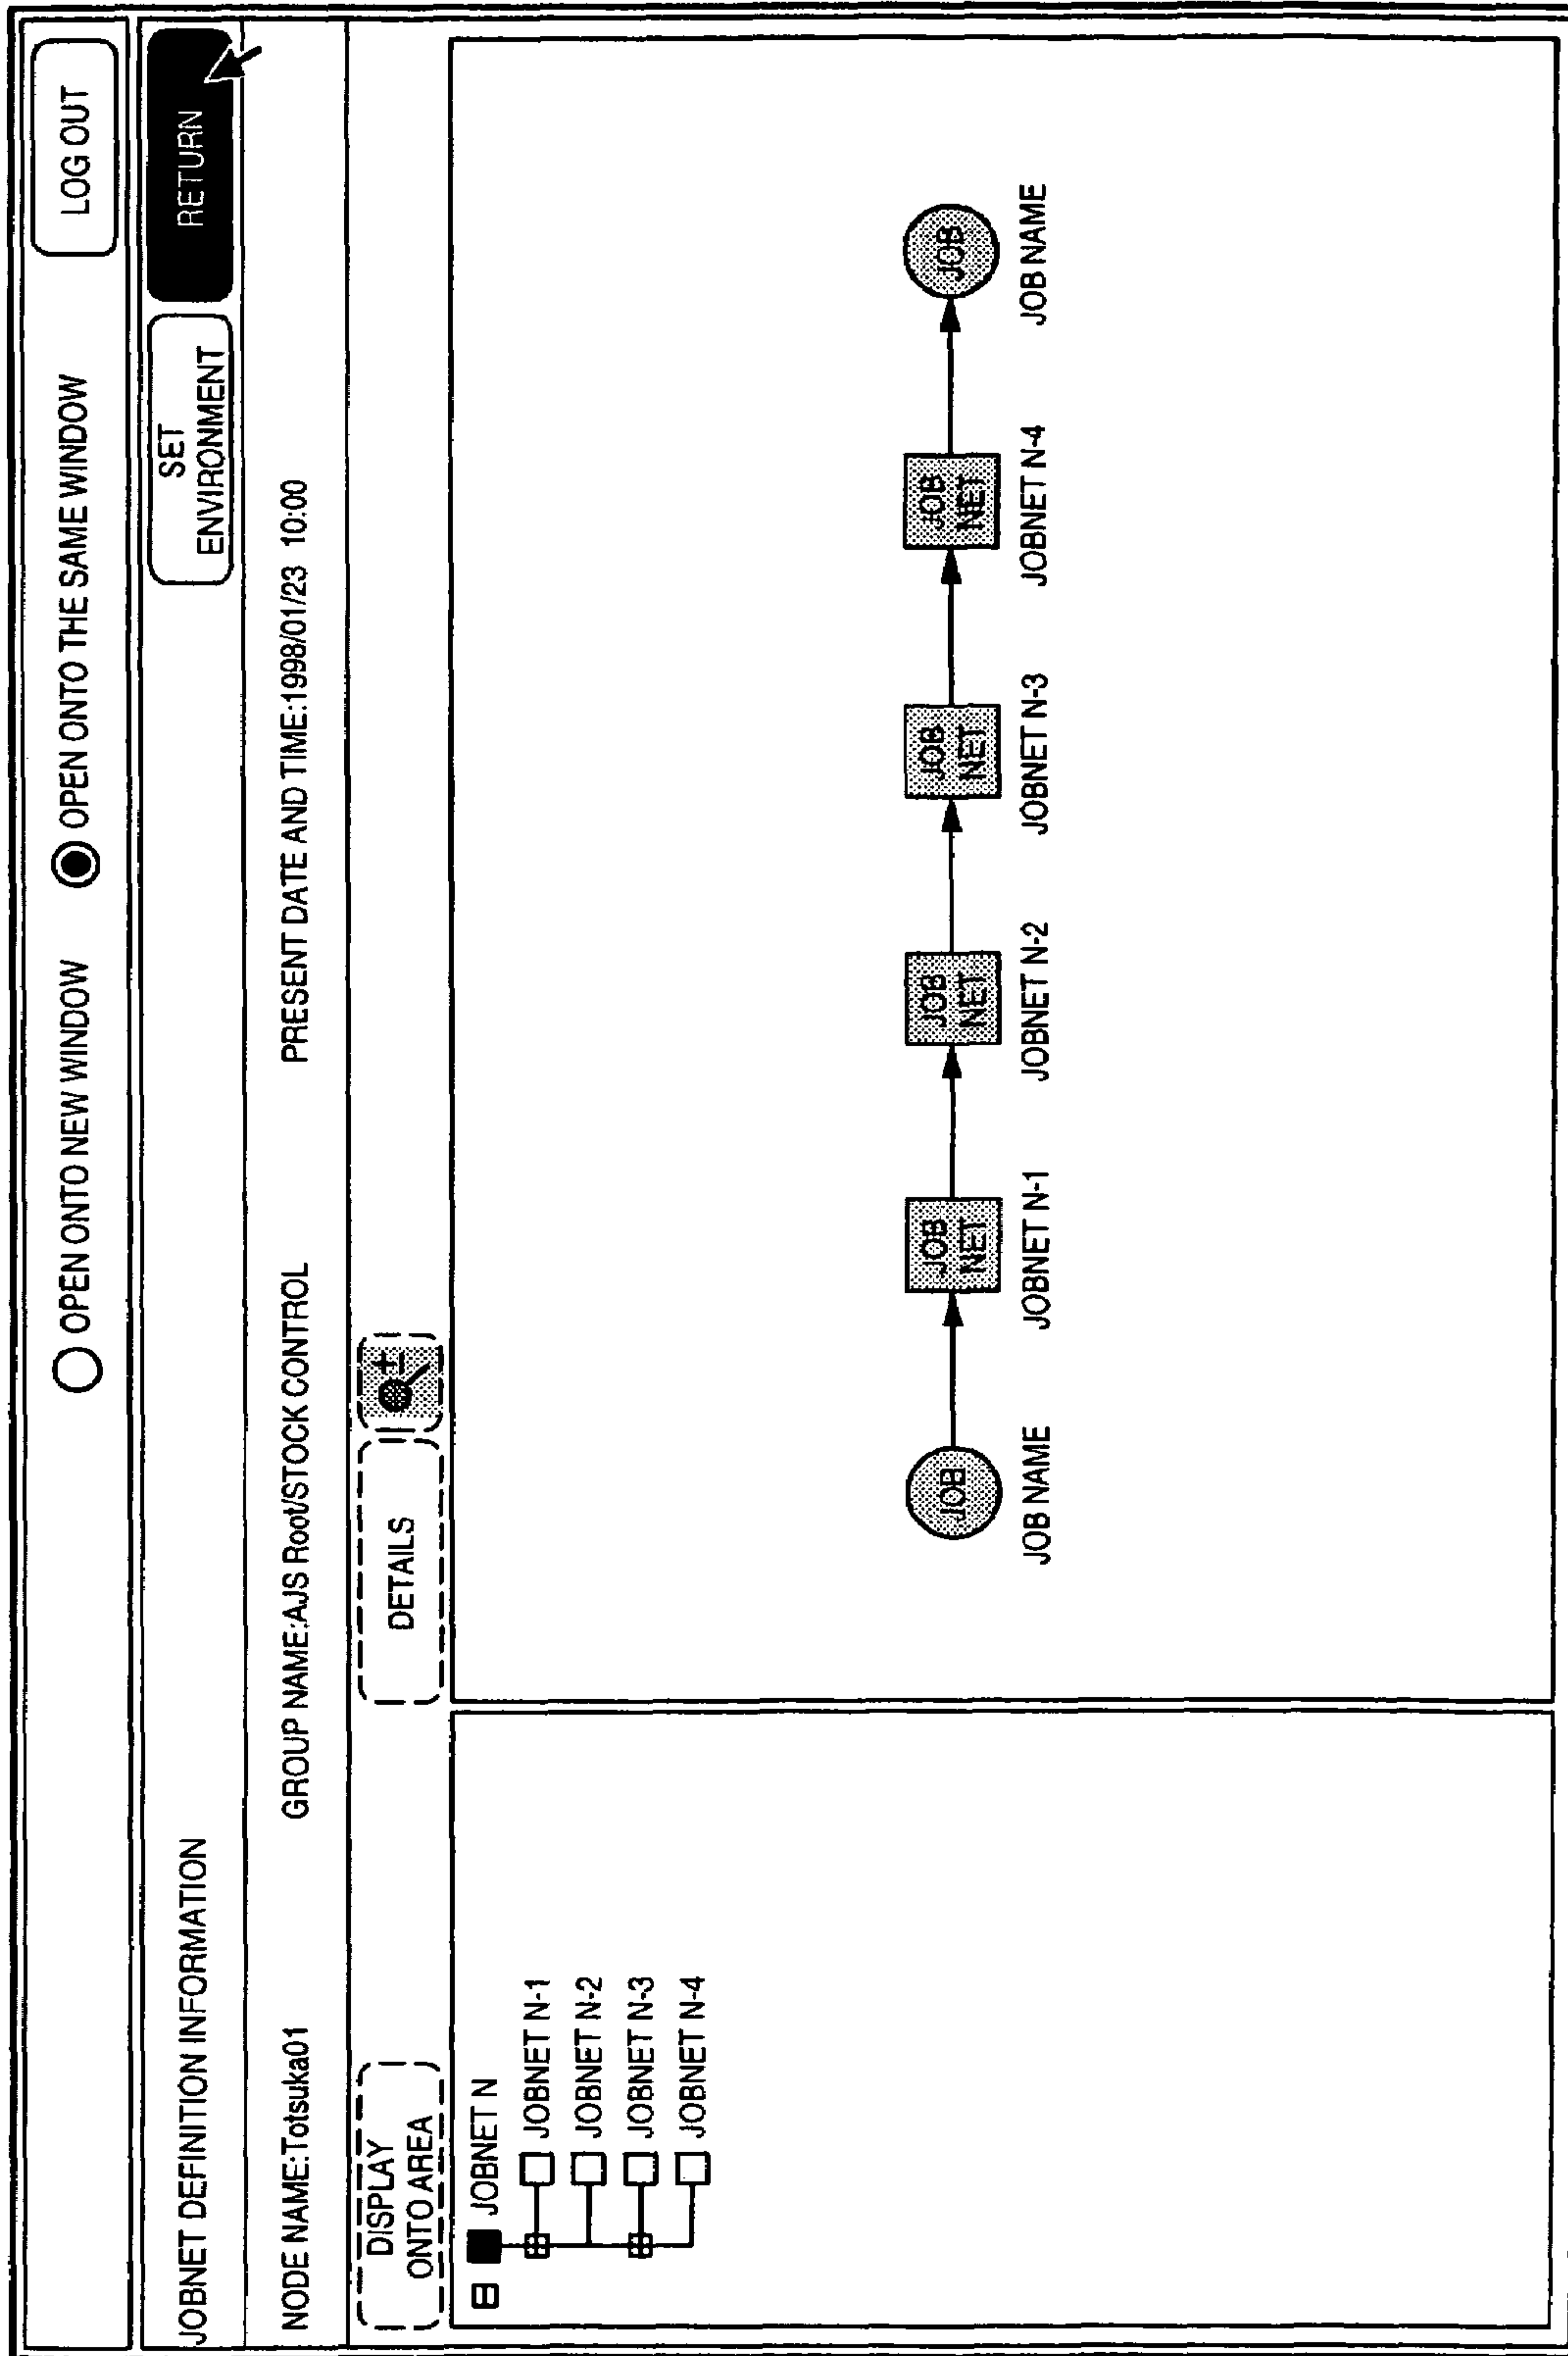 OPEN ONTO NEW WINDOW
OPEN ONTO THE SAME WINDOW
LOG OUT
JOBNET DEFINITION INFORMATION
SET
ENVIRONMENT
RETURN
NODE NAME:Totsuka01
GROUP NAME:AJS Root/STOCK CONTROL
PRESENT DATE AND TIME:1998/01/23 10:00
DISPLAY
ONTO AREA
DETAILS
JOBNET N
JOBNET N-1
JOBNET N-2
JOBNET N-3
JOBNET N-4
JOB
JOB
NET
JOB
NET
JOB
NET
JOB
NET
JOB
JOB NAME
JOBNET N-1
JOBNET N-2
JOBNET N-3
JOBNET N-4
JOB NAME